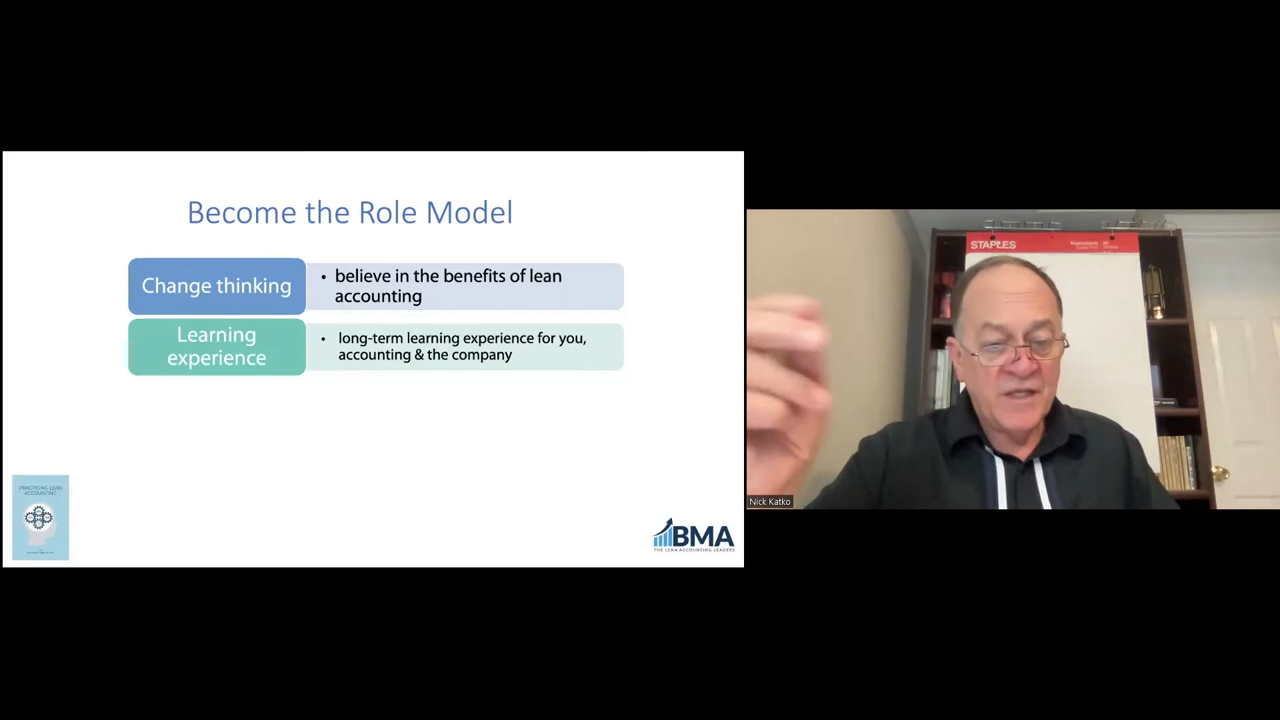 Become the Role Model
Change thinking
• believe in the benefits of lean
accounting
Learning
experience
• long-term learning experience for you,
accounting & the company
PRACTICING LEAN
ACCOUNTING
BMA
THE LEAN ACCOUNTING LEADERS
STAPLES
Nick Katko